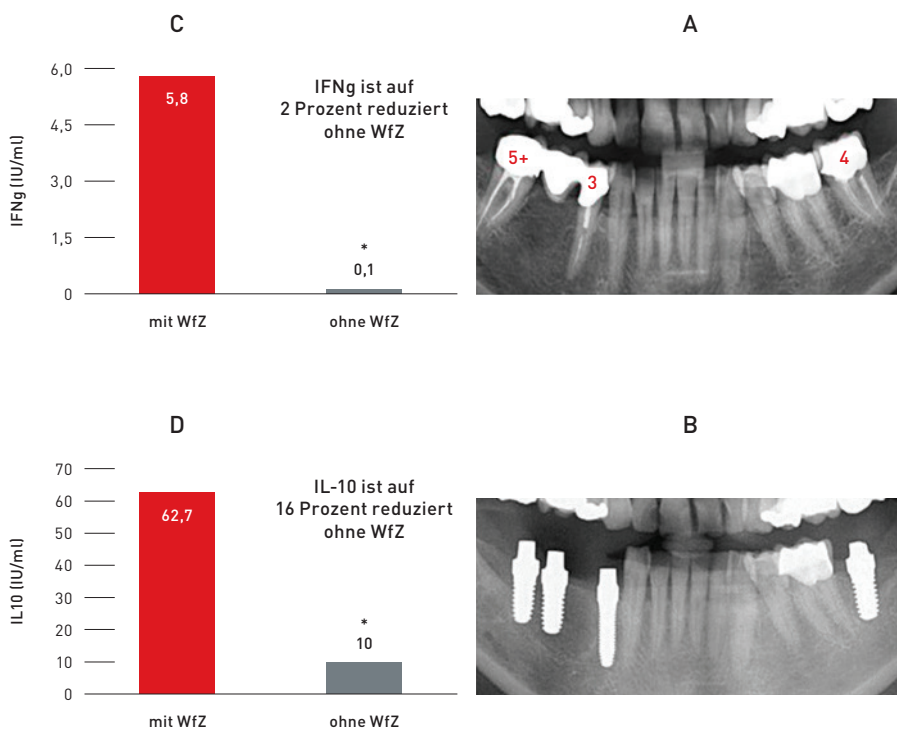 C
IFNg (IU/ml)
6,0
4,5
3,0
1,5
0
5,8
IFNg ist auf
2 Prozent reduziert
ohne WfZ
*
0,1
mit WfZ
ohne WfZ
A
5+
3
4
D
IL10 (IU/ml)
70
60
50
40
30
20
10
0
62,7
IL-10 ist auf
16 Prozent reduziert
ohne WfZ
*
10
mit WfZ
ohne WfZ
B